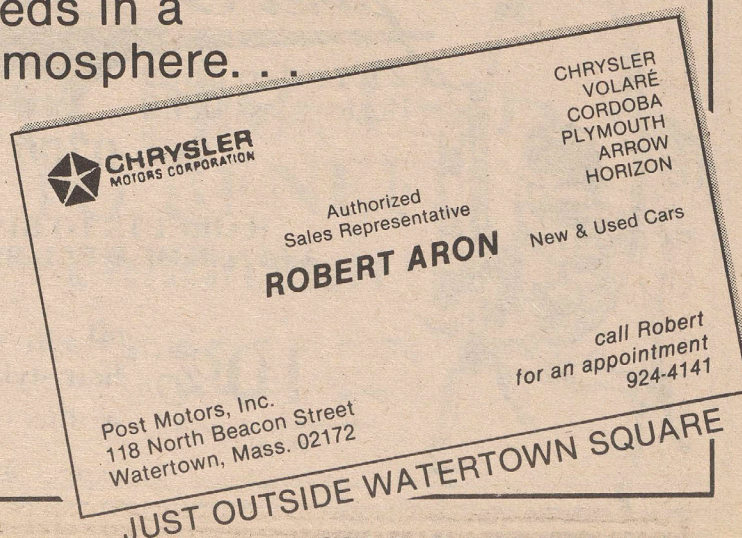 eds in a
mosphere. . .
CHRYSLER
MOTORS CORPORATION
CHRYSLER
VOLARÉ
CORDOBA
PLYMOUTH
ARROW
HORIZON
Authorized
Sales Representative
ROBERT ARON
New & Used Cars
call Robert
for an appointment
924-4141
Post Motors, Inc.
118 North Beacon Street
Watertown, Mass. 02172
JUST OUTSIDE WATERTOWN SQUARE